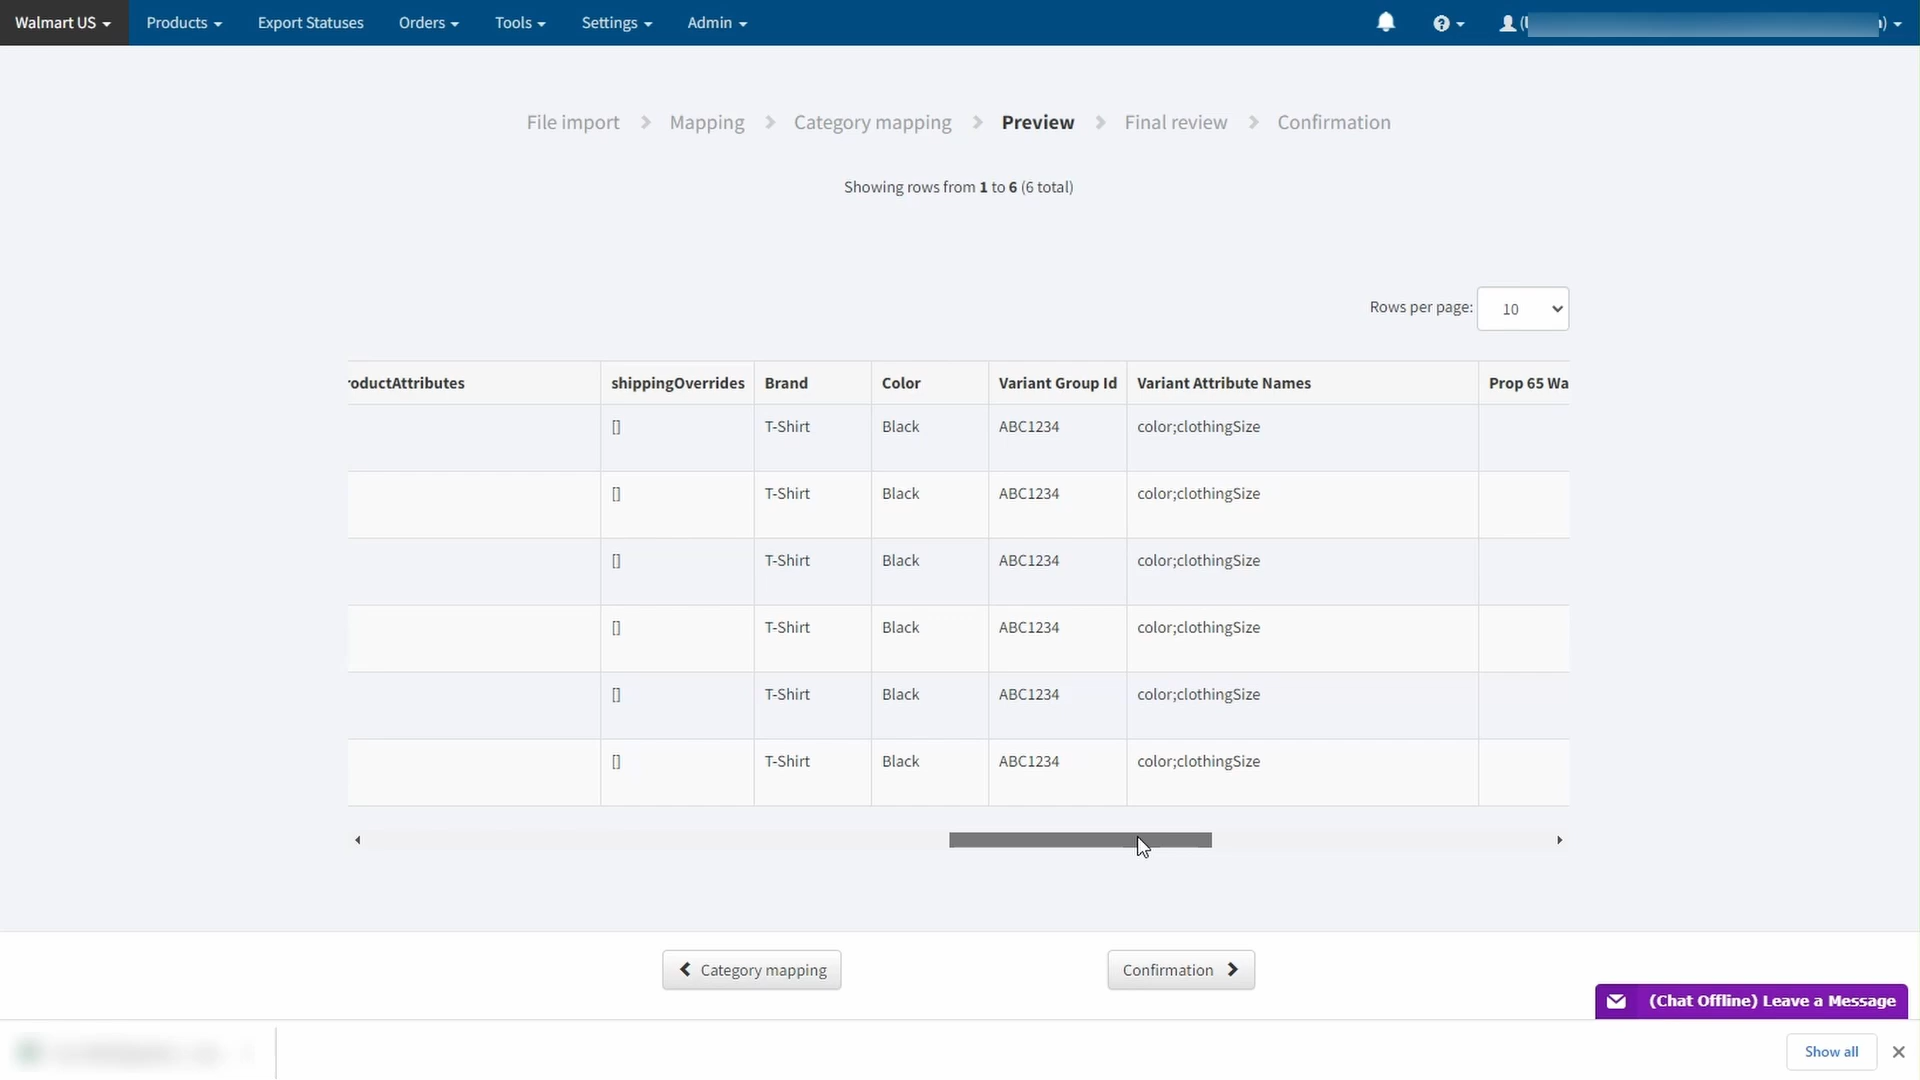 Walmart US Products Export Statuses Orders Tools Settings Admin
File import Mapping Category mapping Preview Final review Confirmation
Showing rows from 1 to 6 (6 total)
Rows per page: 10
roductAttributes shippingOverrides Brand Color Variant Group Id Variant Attribute Names Prop 65 Wa
[] T-Shirt Black ABC1234 color;clothingSize
[] T-Shirt Black ABC1234 color;clothingSize
[] T-Shirt Black ABC1234 color;clothingSize
[] T-Shirt Black ABC1234 color;clothingSize
[] T-Shirt Black ABC1234 color;clothingSize
[] T-Shirt Black ABC1234 color;clothingSize
Category mapping Confirmation
(Chat Offline) Leave a Message
Show all